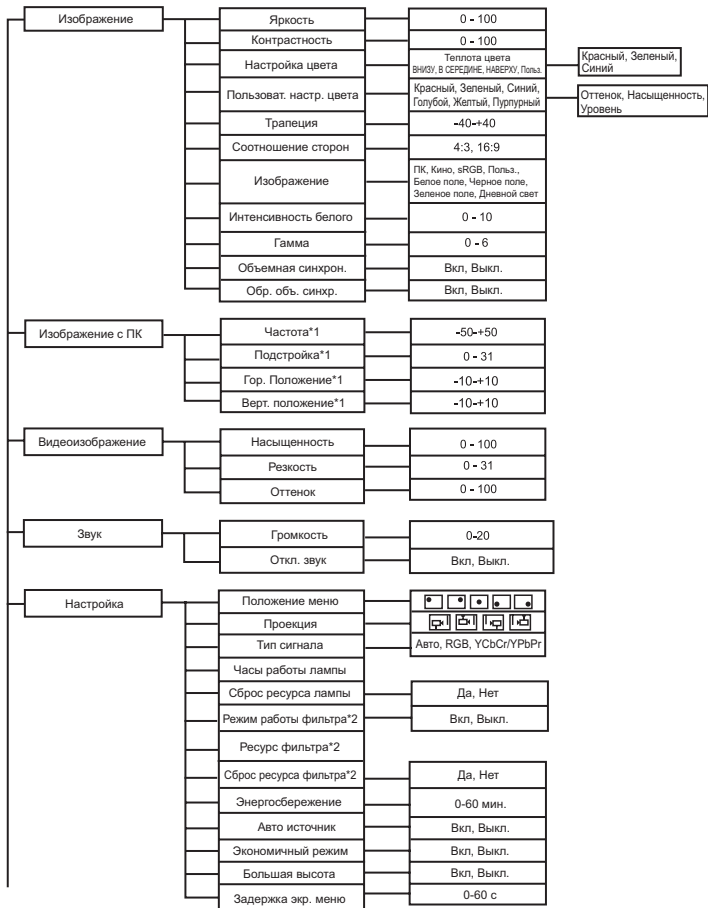 Изображение
Яркость
0 - 100
Контрастность
0 - 100
Настройка цвета
Теплота цвета
ВНИЗУ, В СЕРЕДИНЕ, НАВЕРХУ, Польз.
Красный, Зеленый,
Синий
Пользоват. настр. цвета
Красный, Зеленый, Синий,
Голубой, Желтый, Пурпурный
Оттенок, Насыщенность,
Уровень
Трапеция
-40-+40
Соотношение сторон
4:3, 16:9
Изображение
ПК, Кино, sRGB, Польз.,
Белое поле, Черное поле,
Зеленое поле, Дневной свет
Интенсивность белого
0 - 10
Гамма
0 - 6
Объемная синхрон.
Вкл, Выкл.
Обр. объ. синхр.
Вкл, Выкл.
Изображение с ПК
Частота*1
-50-+50
Подстройка*1
0 - 31
Гор. Положение*1
-10-+10
Верт. положение*1
-10-+10
Видеоизображение
Насыщенность
0 - 100
Резкость
0 - 31
Оттенок
0 - 100
Звук
Громкость
0-20
Откл. звук
Вкл, Выкл.
Настройка
Положение меню
Проекция
Тип сигнала
Авто, RGB, YCbCr/YPbPr
Часы работы лампы
Сброс ресурса лампы
Да, Нет
Режим работы фильтра*2
Вкл, Выкл.
Ресурс фильтра*2
Сброс ресурса фильтра*2
Да, Нет
Энергосбережение
0-60 мин.
Авто источник
Вкл, Выкл.
Экономичный режим
Вкл, Выкл.
Большая высота
Вкл, Выкл.
Задержка экр. меню
0-60 с